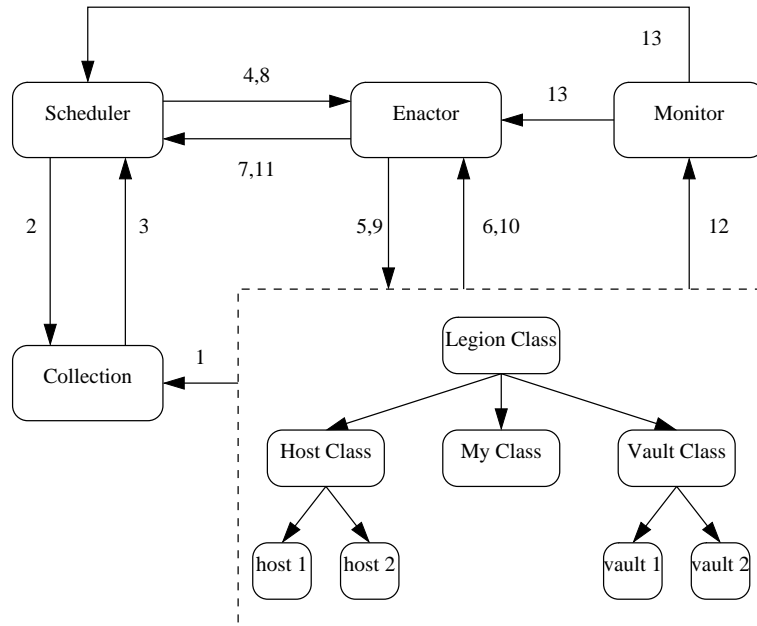 13
4,8
13
Scheduler
Enactor
Monitor
7,11
2
3
5,9
6,10
12
Legion Class
1
Collection
Host Class
My Class
Vault Class
host 1
host 2
vault 1
vault 2